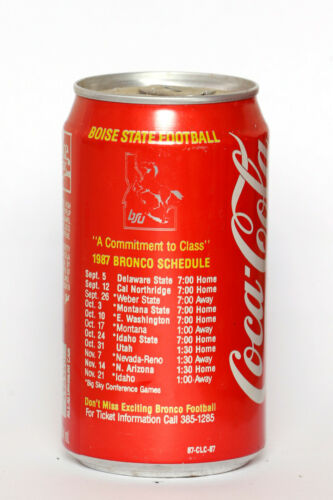 BOISE STATE FOOTBALL
bsu
"A Commitment to Class"
1987 BRONCO SCHEDULE
Sept. 5 Delaware State 7:00 Home
Sept. 12 Cal Northridge 7:00 Home
Sept. 26 *Weber State 7:00 Away
Oct. 3 *Montana State 7:00 Home
Oct. 10 *E. Washington 7:00 Home
Oct. 17 *Montana 1:00 Away
Oct. 24 *Idaho State 7:00 Home
Oct. 31 Utah 1:30 Home
Nov. 7 *Nevada-Reno 1:30 Away
Nov. 14 *N. Arizona 1:30 Home
Nov. 21 *Idaho 1:00 Away
*Big Sky Conference Games
Don't Miss Exciting Bronco Football
For Ticket Information Call 385-1285
87-CLC-67
Coca-Cola